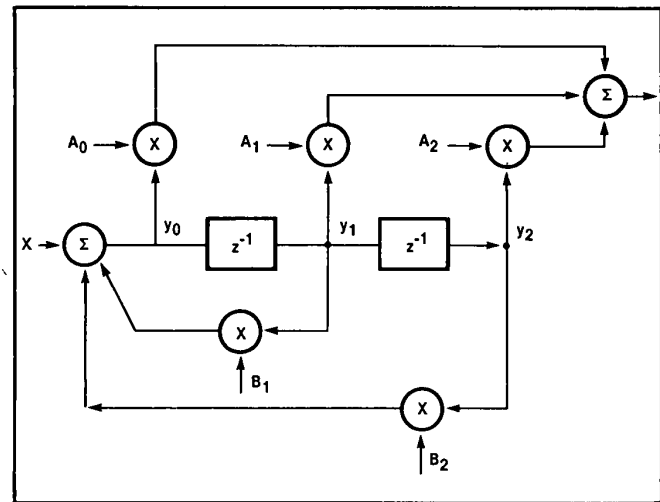 Σ
A₀ X
A₁ X
A₂ X
X Σ y₀ z⁻¹ y₁ z⁻¹ y₂
X
B₁
X
B₂